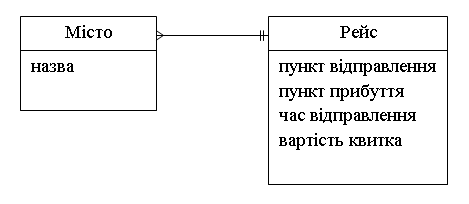 Місто
назва
Рейс
пункт відправлення
пункт прибуття
час відправлення
вартість квитка